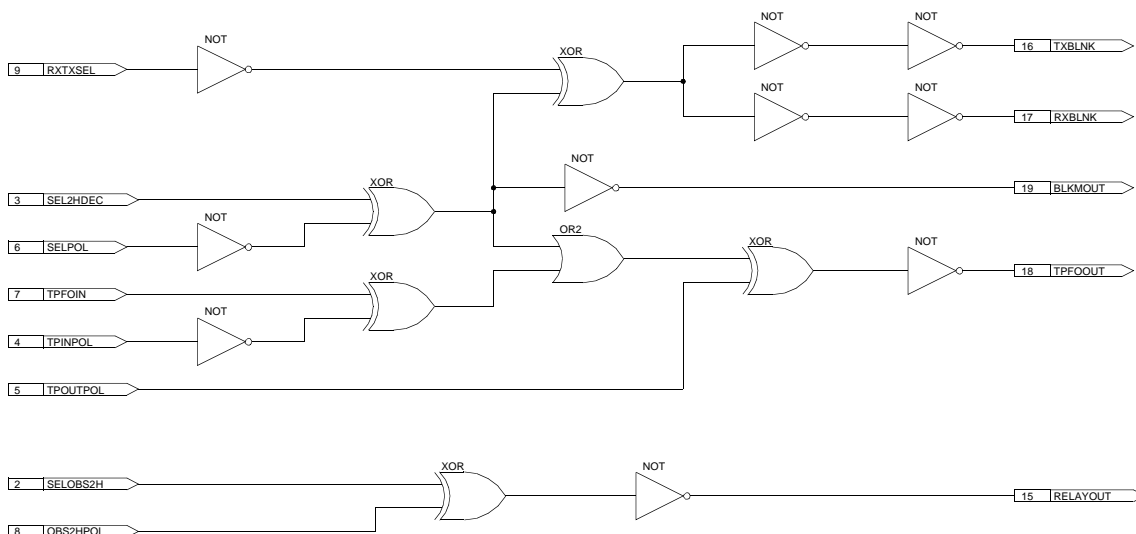 NOT
NOT
NOT
XOR
9 RXTXSEL
16 TXBLNK
NOT
NOT
17 RXBLNK
NOT
XOR
3 SEL2HDEC
19 BLKMOUT
NOT
OR2
XOR
6 SELPOL
18 TPFOOUT
XOR
NOT
7 TPFOIN
NOT
4 TPINPOL
5 TPOUTPOL
XOR
NOT
2 SELOBS2H
15 RELAYOUT
8 OBS2HPOL